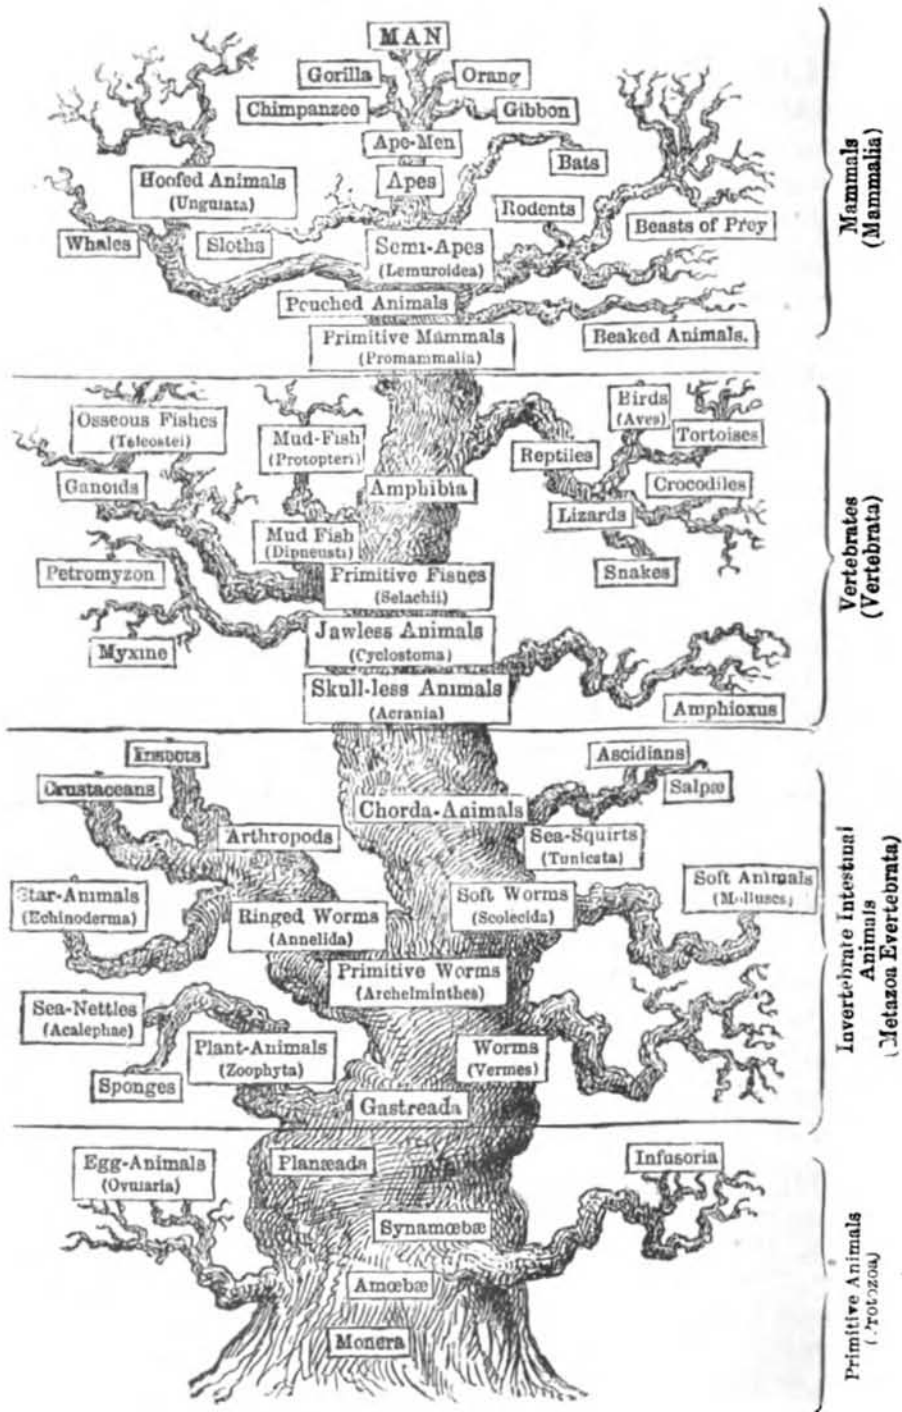 MAN
Gorilla
Orang
Chimpanzee
Gibbon
Ape-Men
Bats
Hoofed Animals
(Ungulata)
Apes
Rodents
Beasts of Prey
Whales
Sloths
Semi-Apes
(Lemuroidea)
Pouched Animals
Beaked Animals.
Primitive Mammals
(Promammalia)
Mammals
(Mammalia)
Osseous Fishes
(Teleostei)
Mud-Fish
(Protopteri)
Birds
(Aves)
Tortoises
Reptiles
Ganoids
Amphibia
Crocodiles
Lizards
Mud Fish
(Dipneusti)
Petromyzon
Primitive Fishes
(Selachii)
Snakes
Jawless Animals
(Cyclostoma)
Myxine
Skull-less Animals
(Acrania)
Amphioxus
Vertebrates
(Vertebrata)
Insects
Ascidians
Crustaceans
Salpæ
Chorda-Animals
Arthropods
Sea-Squirts
(Tunicata)
Star-Animals
(Echinoderma)
Soft Worms
(Scolecida)
Soft Animals
(Molluscs)
Ringed Worms
(Annelida)
Primitive Worms
(Archelminthes)
Sea-Nettles
(Acalephae)
Plant-Animals
(Zoophyta)
Worms
(Vermes)
Sponges
Gastreada
Invertebrate Intestinal
Animals
(Metazoa Evertebrata)
Egg-Animals
(Ovularia)
Planæada
Infusoria
Synamœbæ
Amœbæ
Monera
Primitive Animals
(Protozoa)